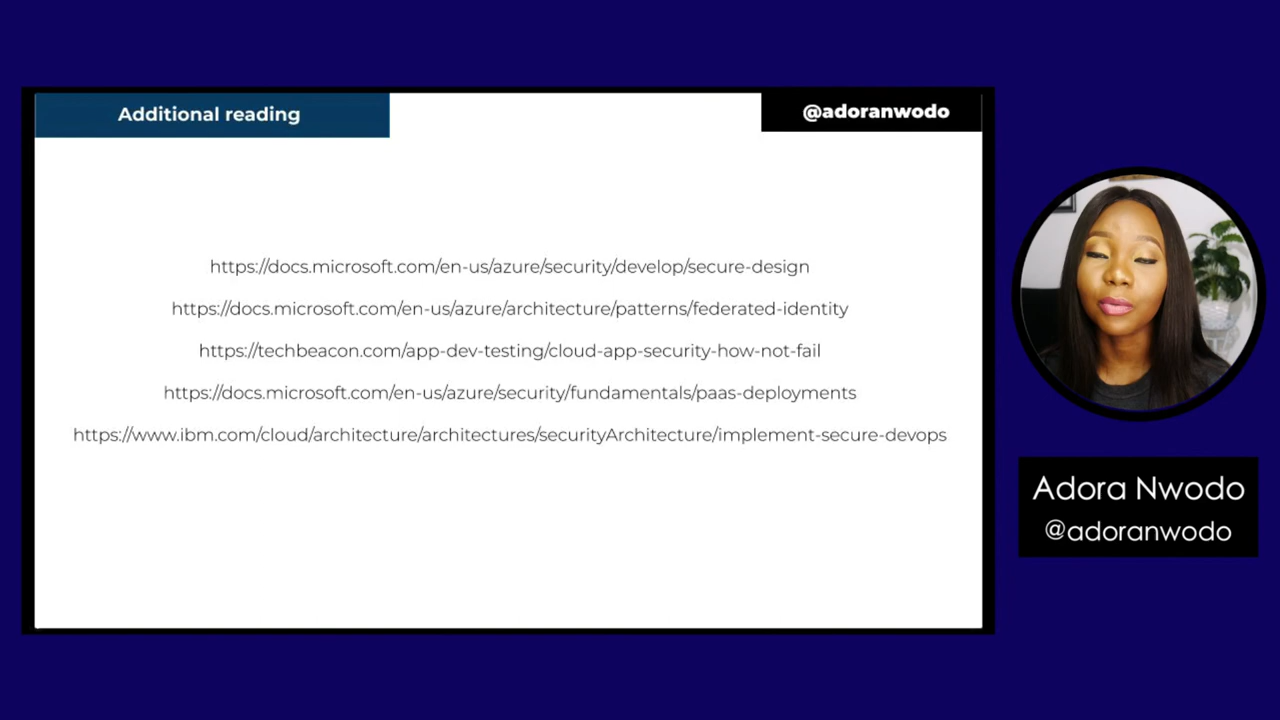 Additional reading
@adoranwodo
https://docs.microsoft.com/en-us/azure/security/develop/secure-design
https://docs.microsoft.com/en-us/azure/architecture/patterns/federated-identity
https://techbeacon.com/app-dev-testing/cloud-app-security-how-not-fail
https://docs.microsoft.com/en-us/azure/security/fundamentals/paas-deployments
https://www.ibm.com/cloud/architecture/architectures/securityArchitecture/implement-secure-devops
Adora Nwodo
@adoranwodo